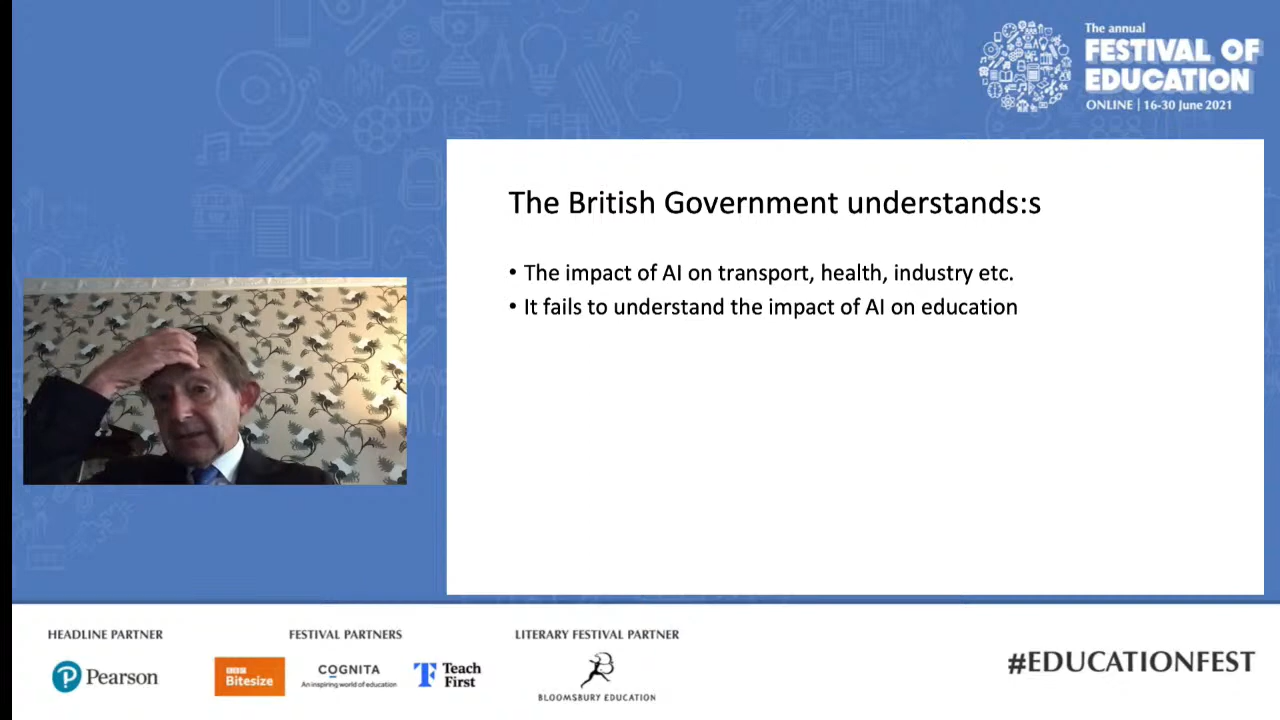 The annual
FESTIVAL OF
EDUCATION
ONLINE | 16-30 June 2021
The British Government understands:s
• The impact of AI on transport, health, industry etc.
• It fails to understand the impact of AI on education
HEADLINE PARTNER
FESTIVAL PARTNERS
LITERARY FESTIVAL PARTNER
Pearson
BBC
Bitesize
COGNITA
An inspiring world of education
Teach
First
BLOOMSBURY EDUCATION
#EDUCATIONFEST